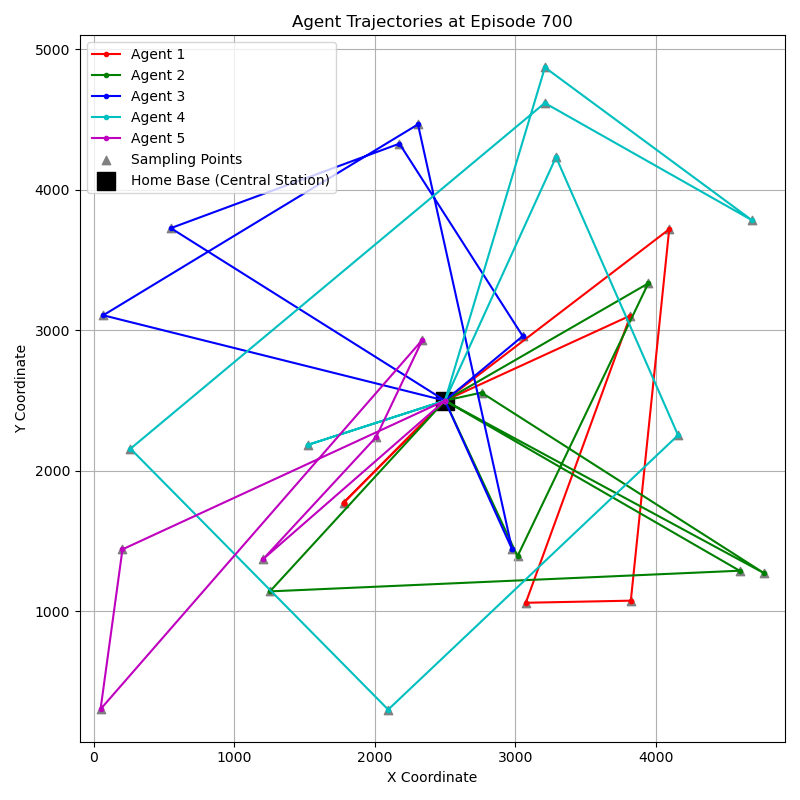 Agent Trajectories at Episode 700
Agent 1
Agent 2
Agent 3
Agent 4
Agent 5
Sampling Points
Home Base (Central Station)
Y Coordinate
5000
4000
3000
2000
1000
0 1000 2000 3000 4000
X Coordinate